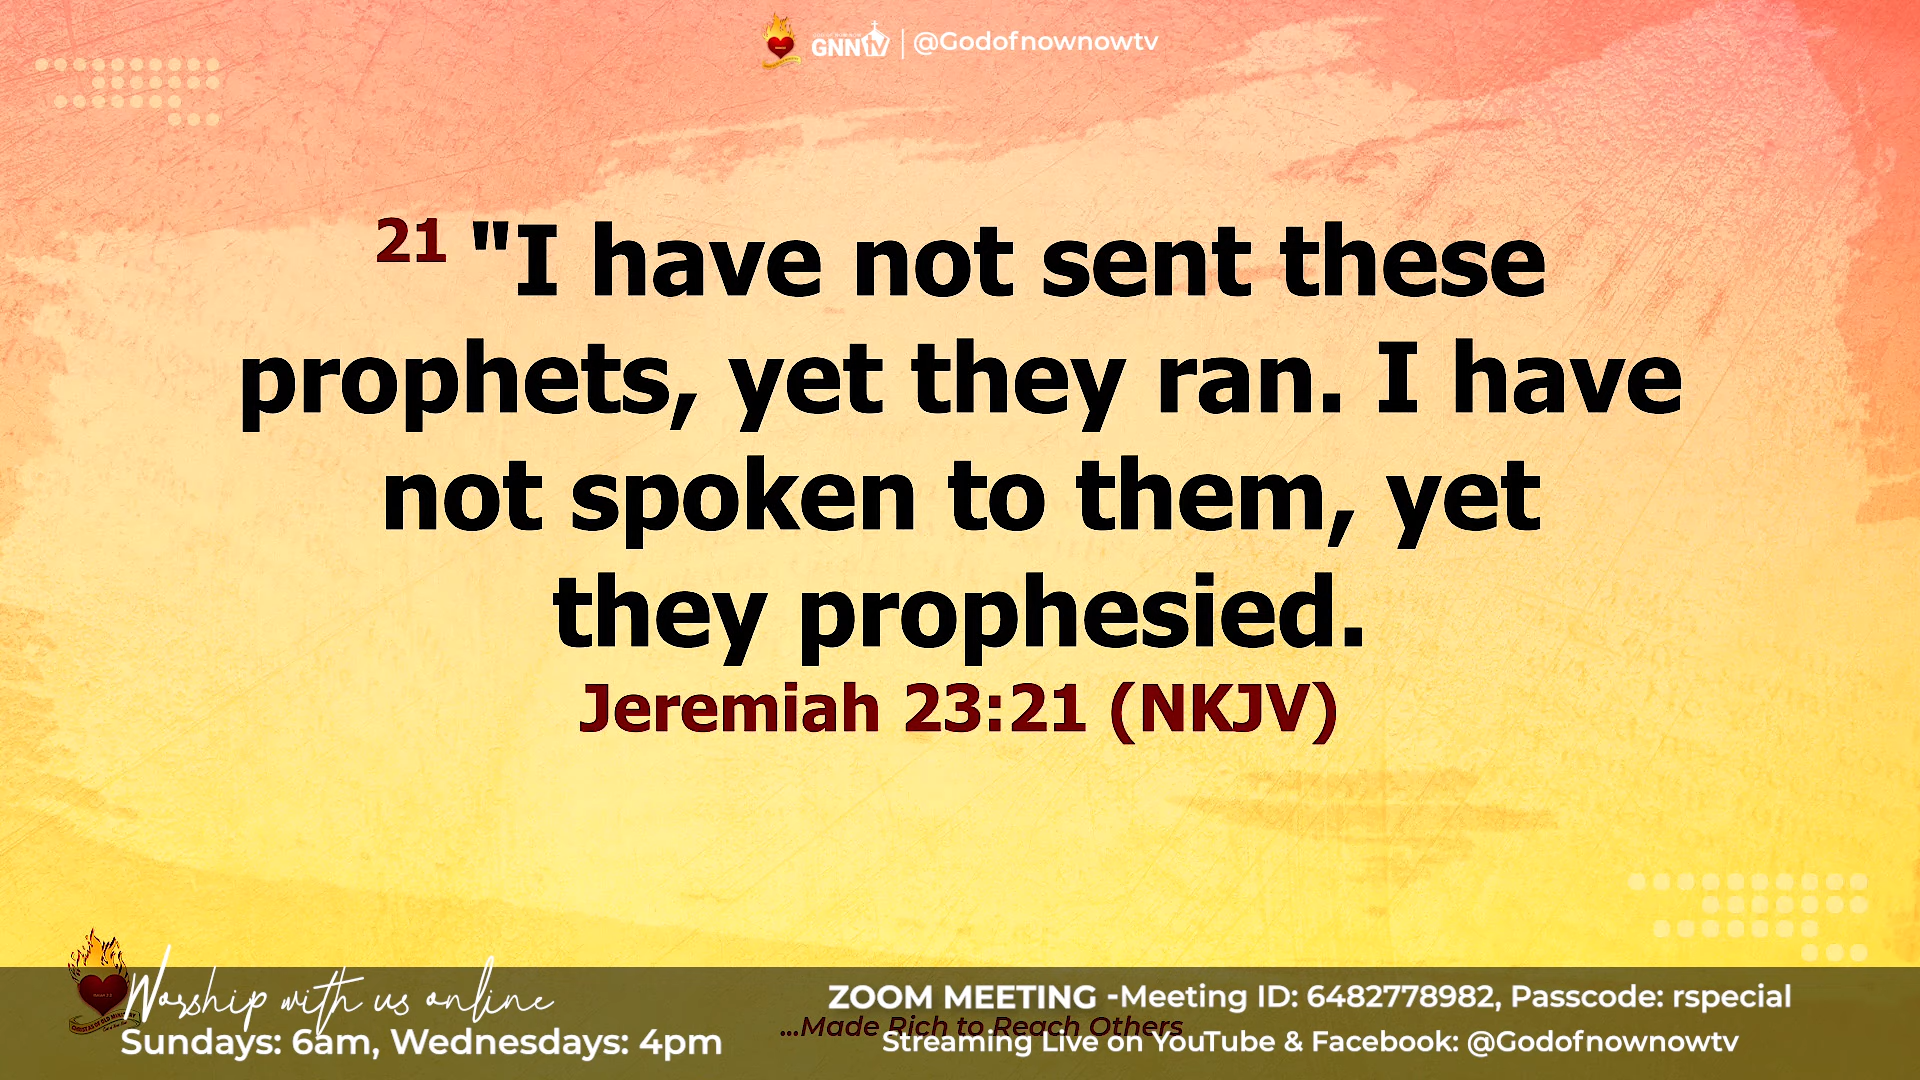 GNNTV | @Godofnownowtv
21 "I have not sent these
prophets, yet they ran. I have
not spoken to them, yet
they prophesied.
Jeremiah 23:21 (NKJV)
Worship with us online
Sundays: 6am, Wednesdays: 4pm
ZOOM MEETING -Meeting ID: 6482778982, Passcode: rspecial
...Made Rich to Reach Others
Streaming Live on YouTube & Facebook: @Godofnownowtv